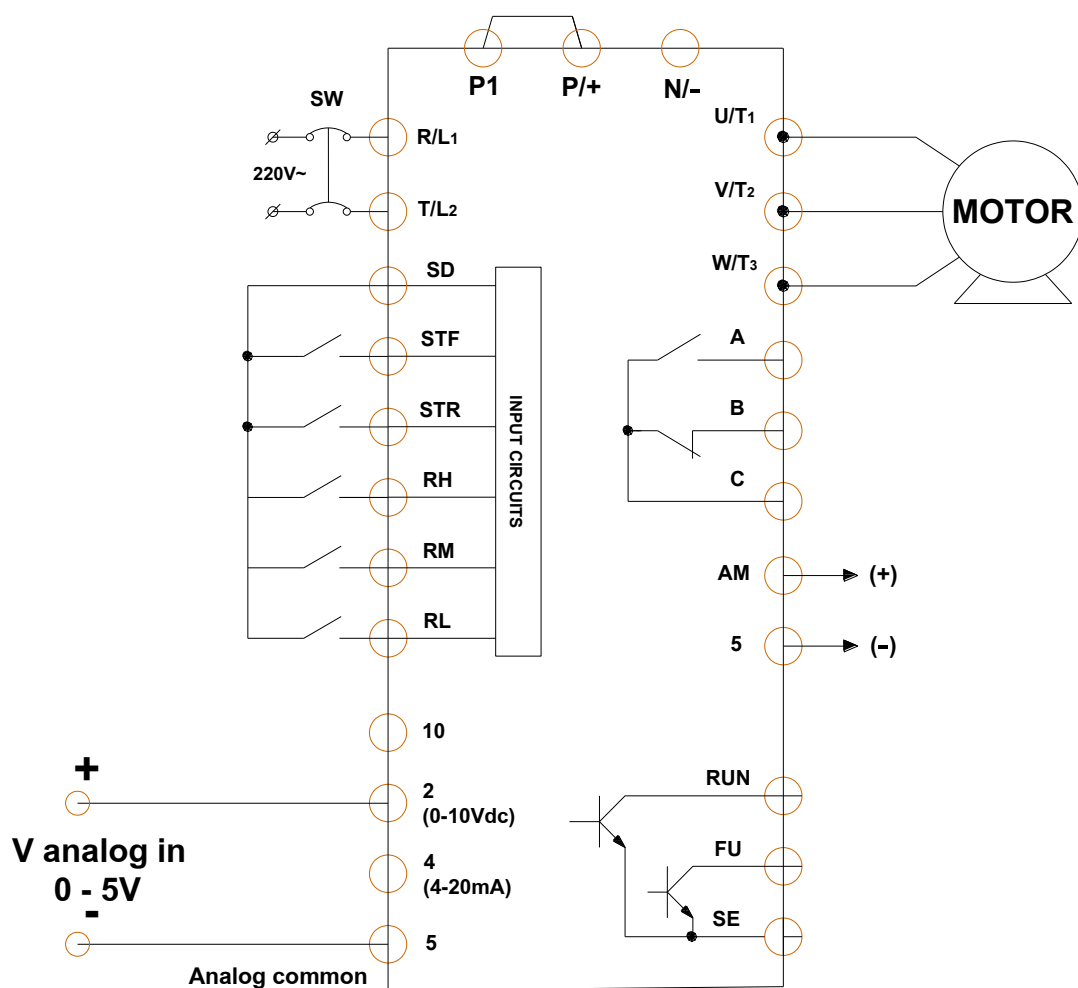 P1
P/+
N/-
SW
R/L1
220V~
T/L2
U/T1
V/T2
W/T3
MOTOR
SD
STF
STR
RH
RM
RL
INPUT CIRCUITS
A
B
C
AM
(+)
5
(-)
10
+
2
(0-10Vdc)
V analog in
0 - 5V
-
4
(4-20mA)
5
Analog common
RUN
FU
SE